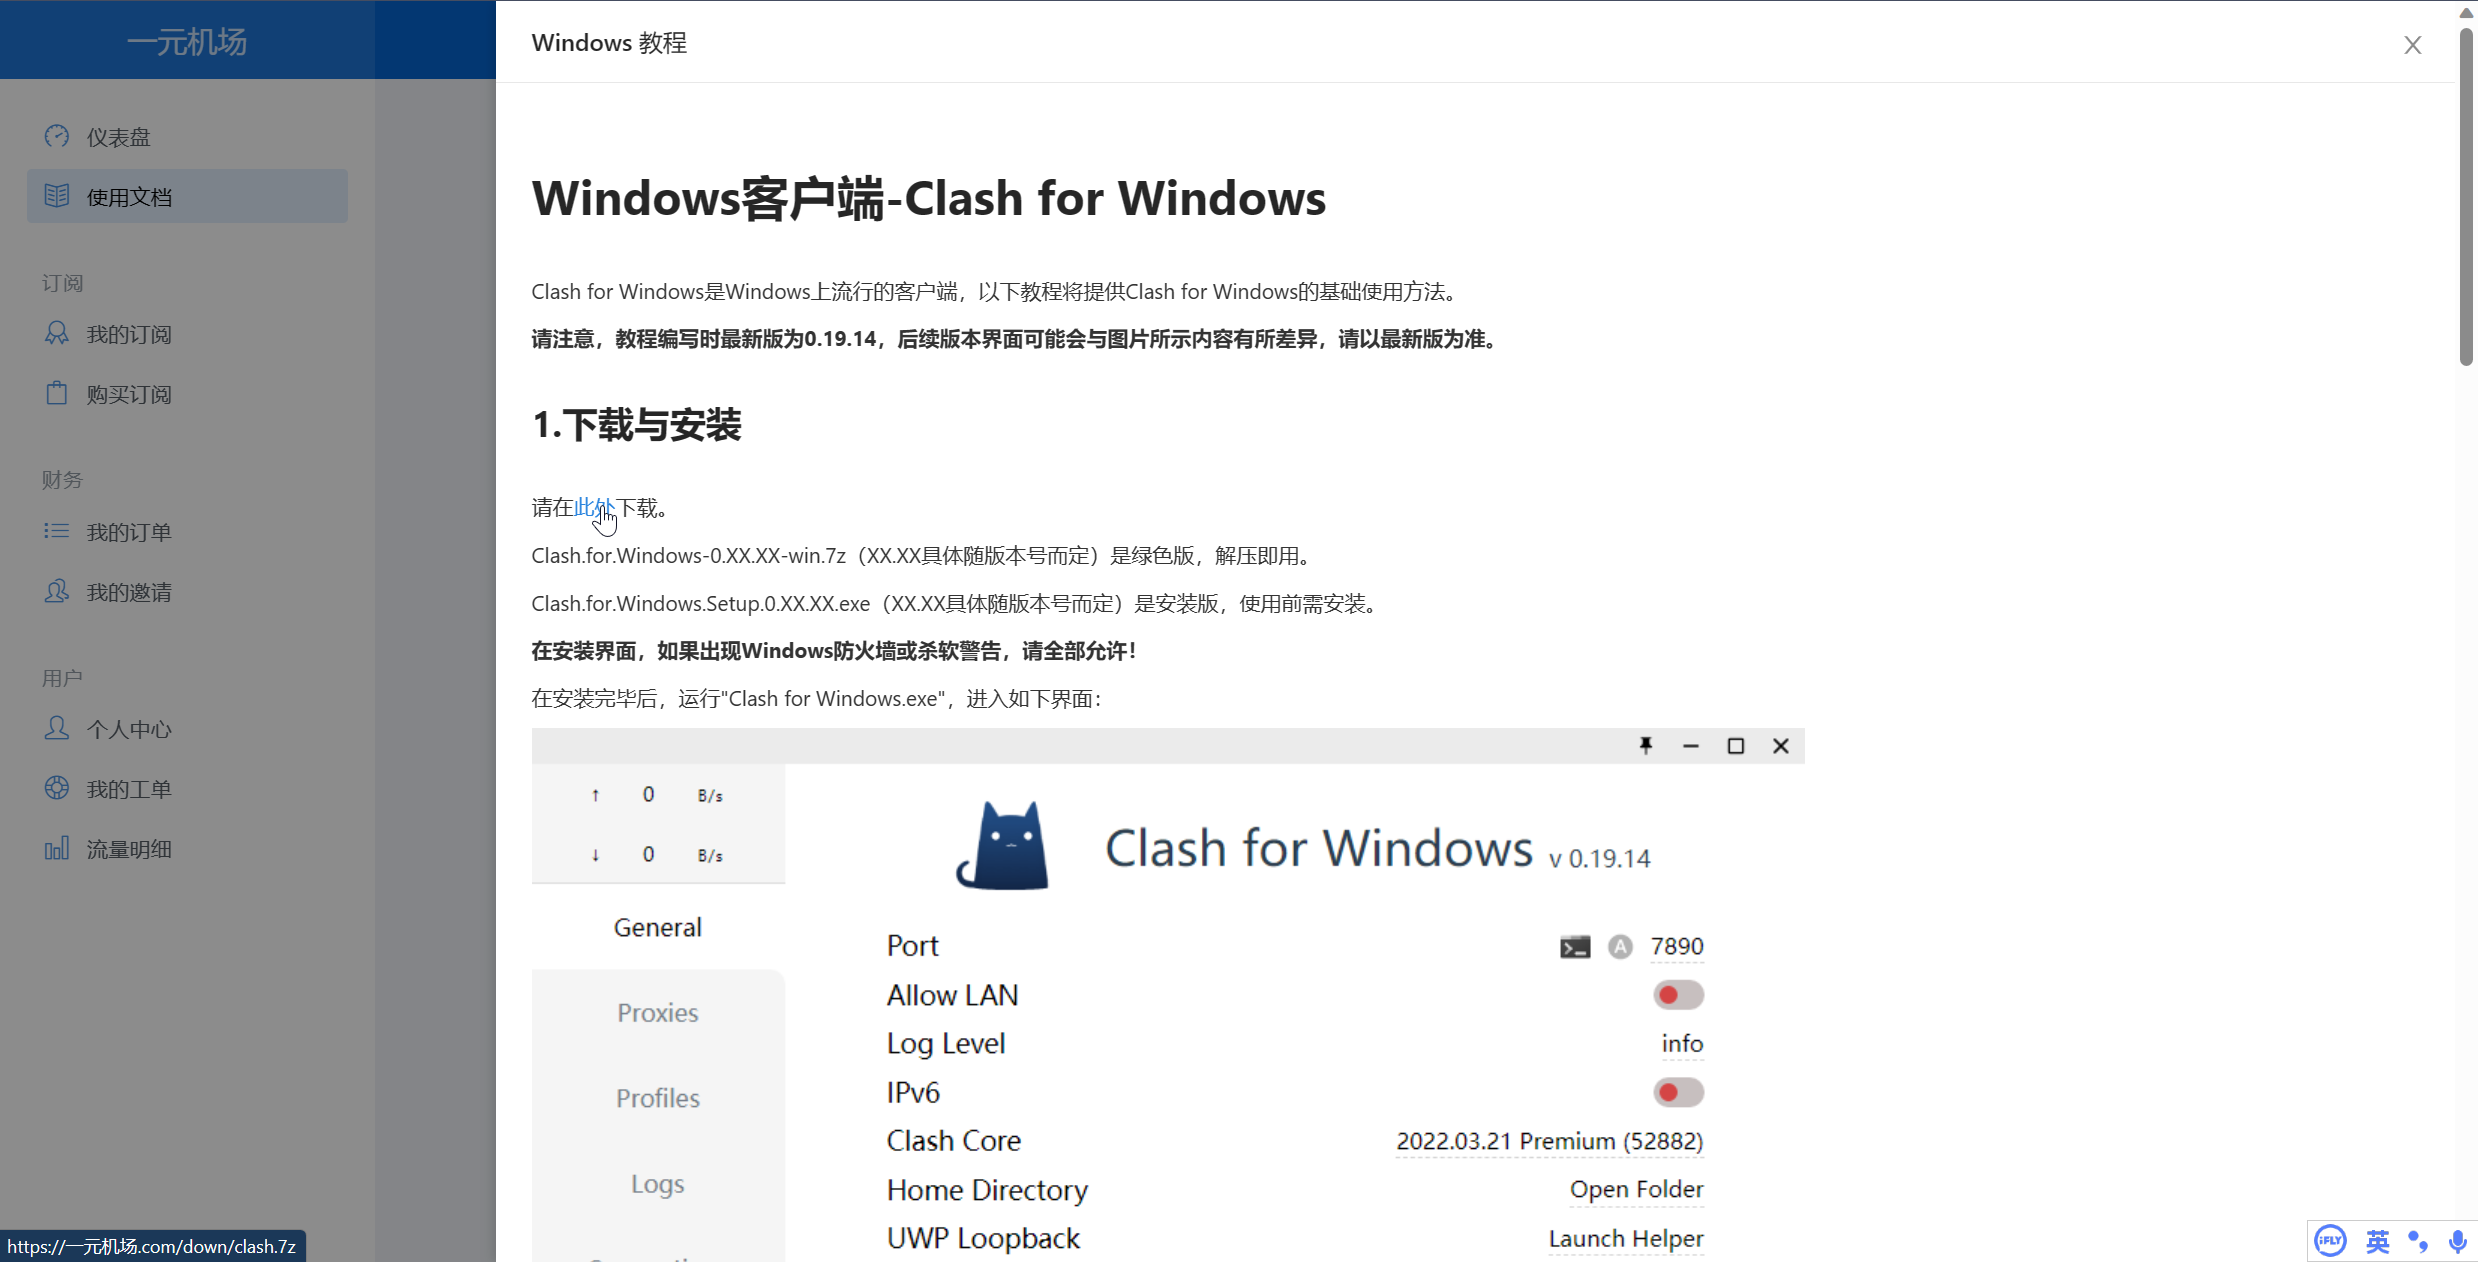 一元机场
仪表盘
使用文档
订阅
我的订阅
购买订阅
财务
我的订单
我的邀请
用户
个人中心
我的工单
流量明细
https://一元机场.com/down/clash.7z
Windows 教程
Windows客户端-Clash for Windows
Clash for Windows是Windows上流行的客户端，以下教程将提供Clash for Windows的基础使用方法。
请注意，教程编写时最新版为0.19.14，后续版本界面可能会与图片所示内容有所差异，请以最新版为准。
1.下载与安装
请在此处下载。
Clash.for.Windows-0.XX.XX-win.7z（XX.XX具体随版本号而定）是绿色版，解压即用。
Clash.for.Windows.Setup.0.XX.XX.exe（XX.XX具体随版本号而定）是安装版，使用前需安装。
在安装界面，如果出现Windows防火墙或杀软警告，请全部允许！
在安装完毕后，运行"Clash for Windows.exe"，进入如下界面：
↑ 0 B/s
↓ 0 B/s
General
Proxies
Profiles
Logs
Clash for Windows v 0.19.14
Port A 7890
Allow LAN
Log Level info
IPv6
Clash Core 2022.03.21 Premium (52882)
Home Directory Open Folder
UWP Loopback Launch Helper
iFLY 英